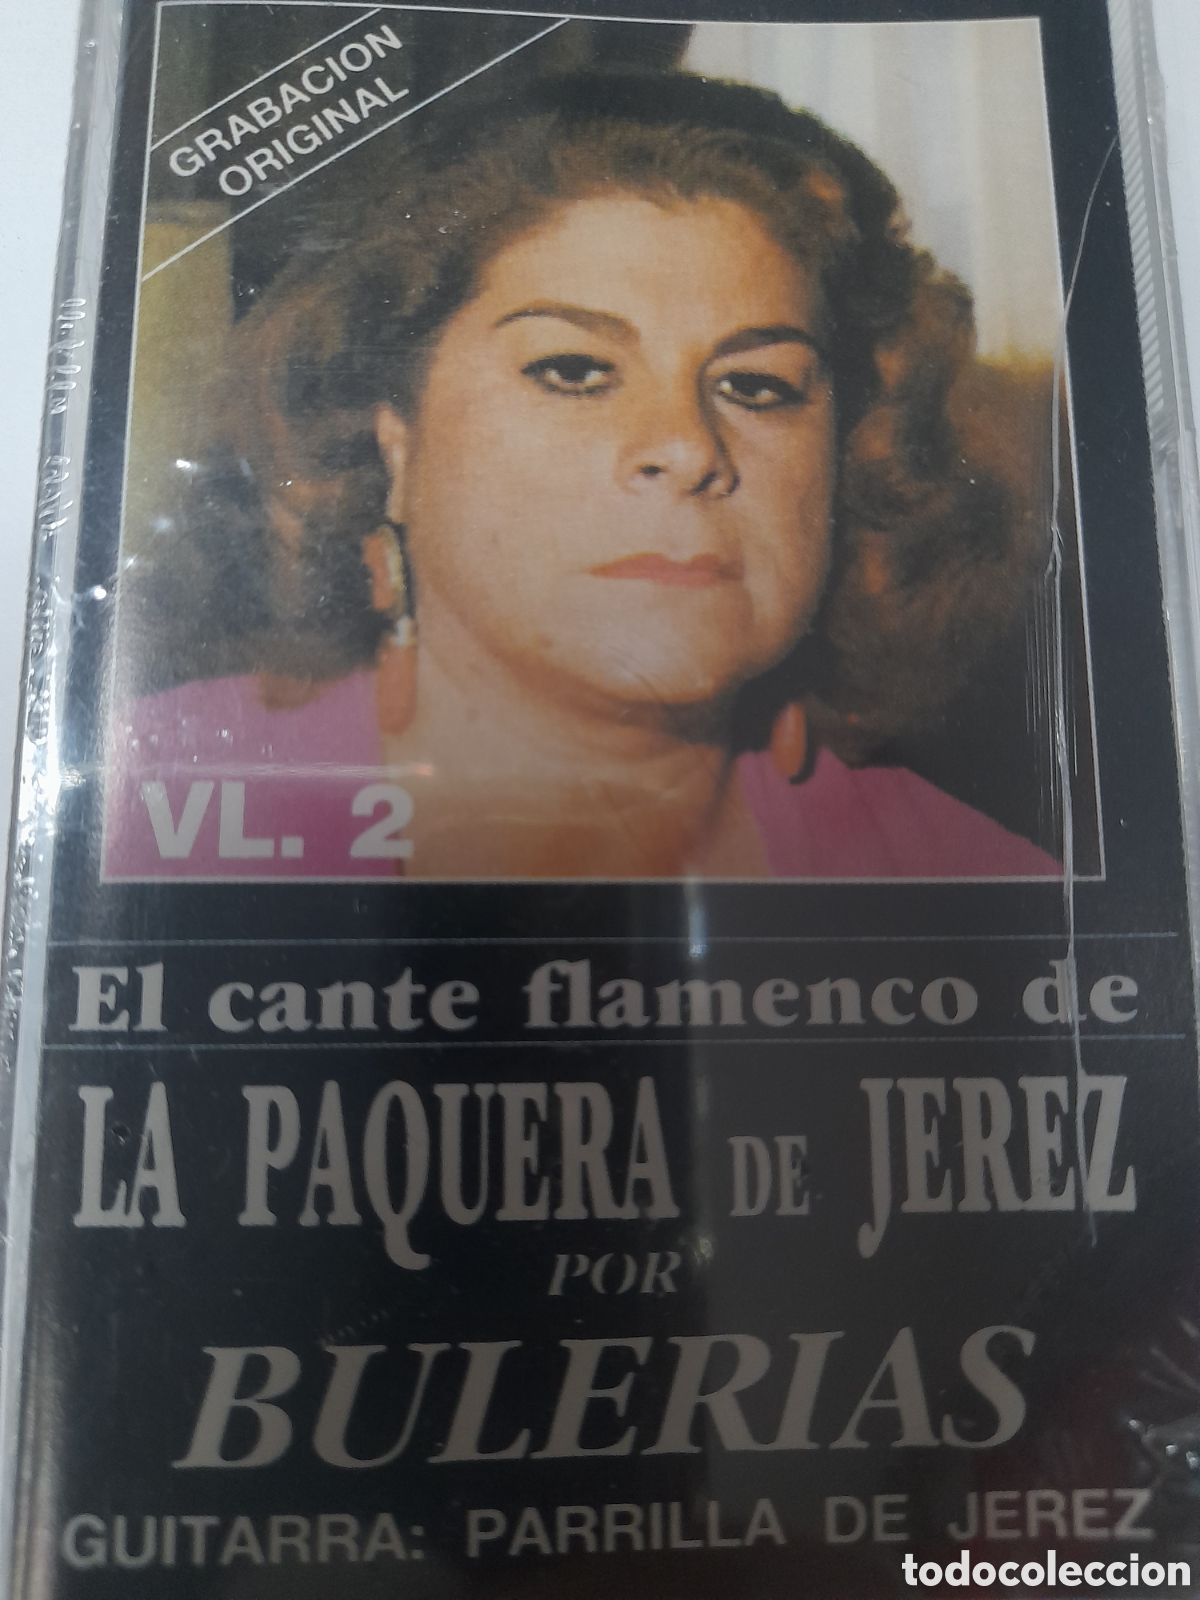 GRABACION
ORIGINAL
VL. 2
El cante flamenco de
LA PAQUERA DE JEREZ
POR
BULERIAS
GUITARRA: PARRILLA DE JEREZ
todocoleccion